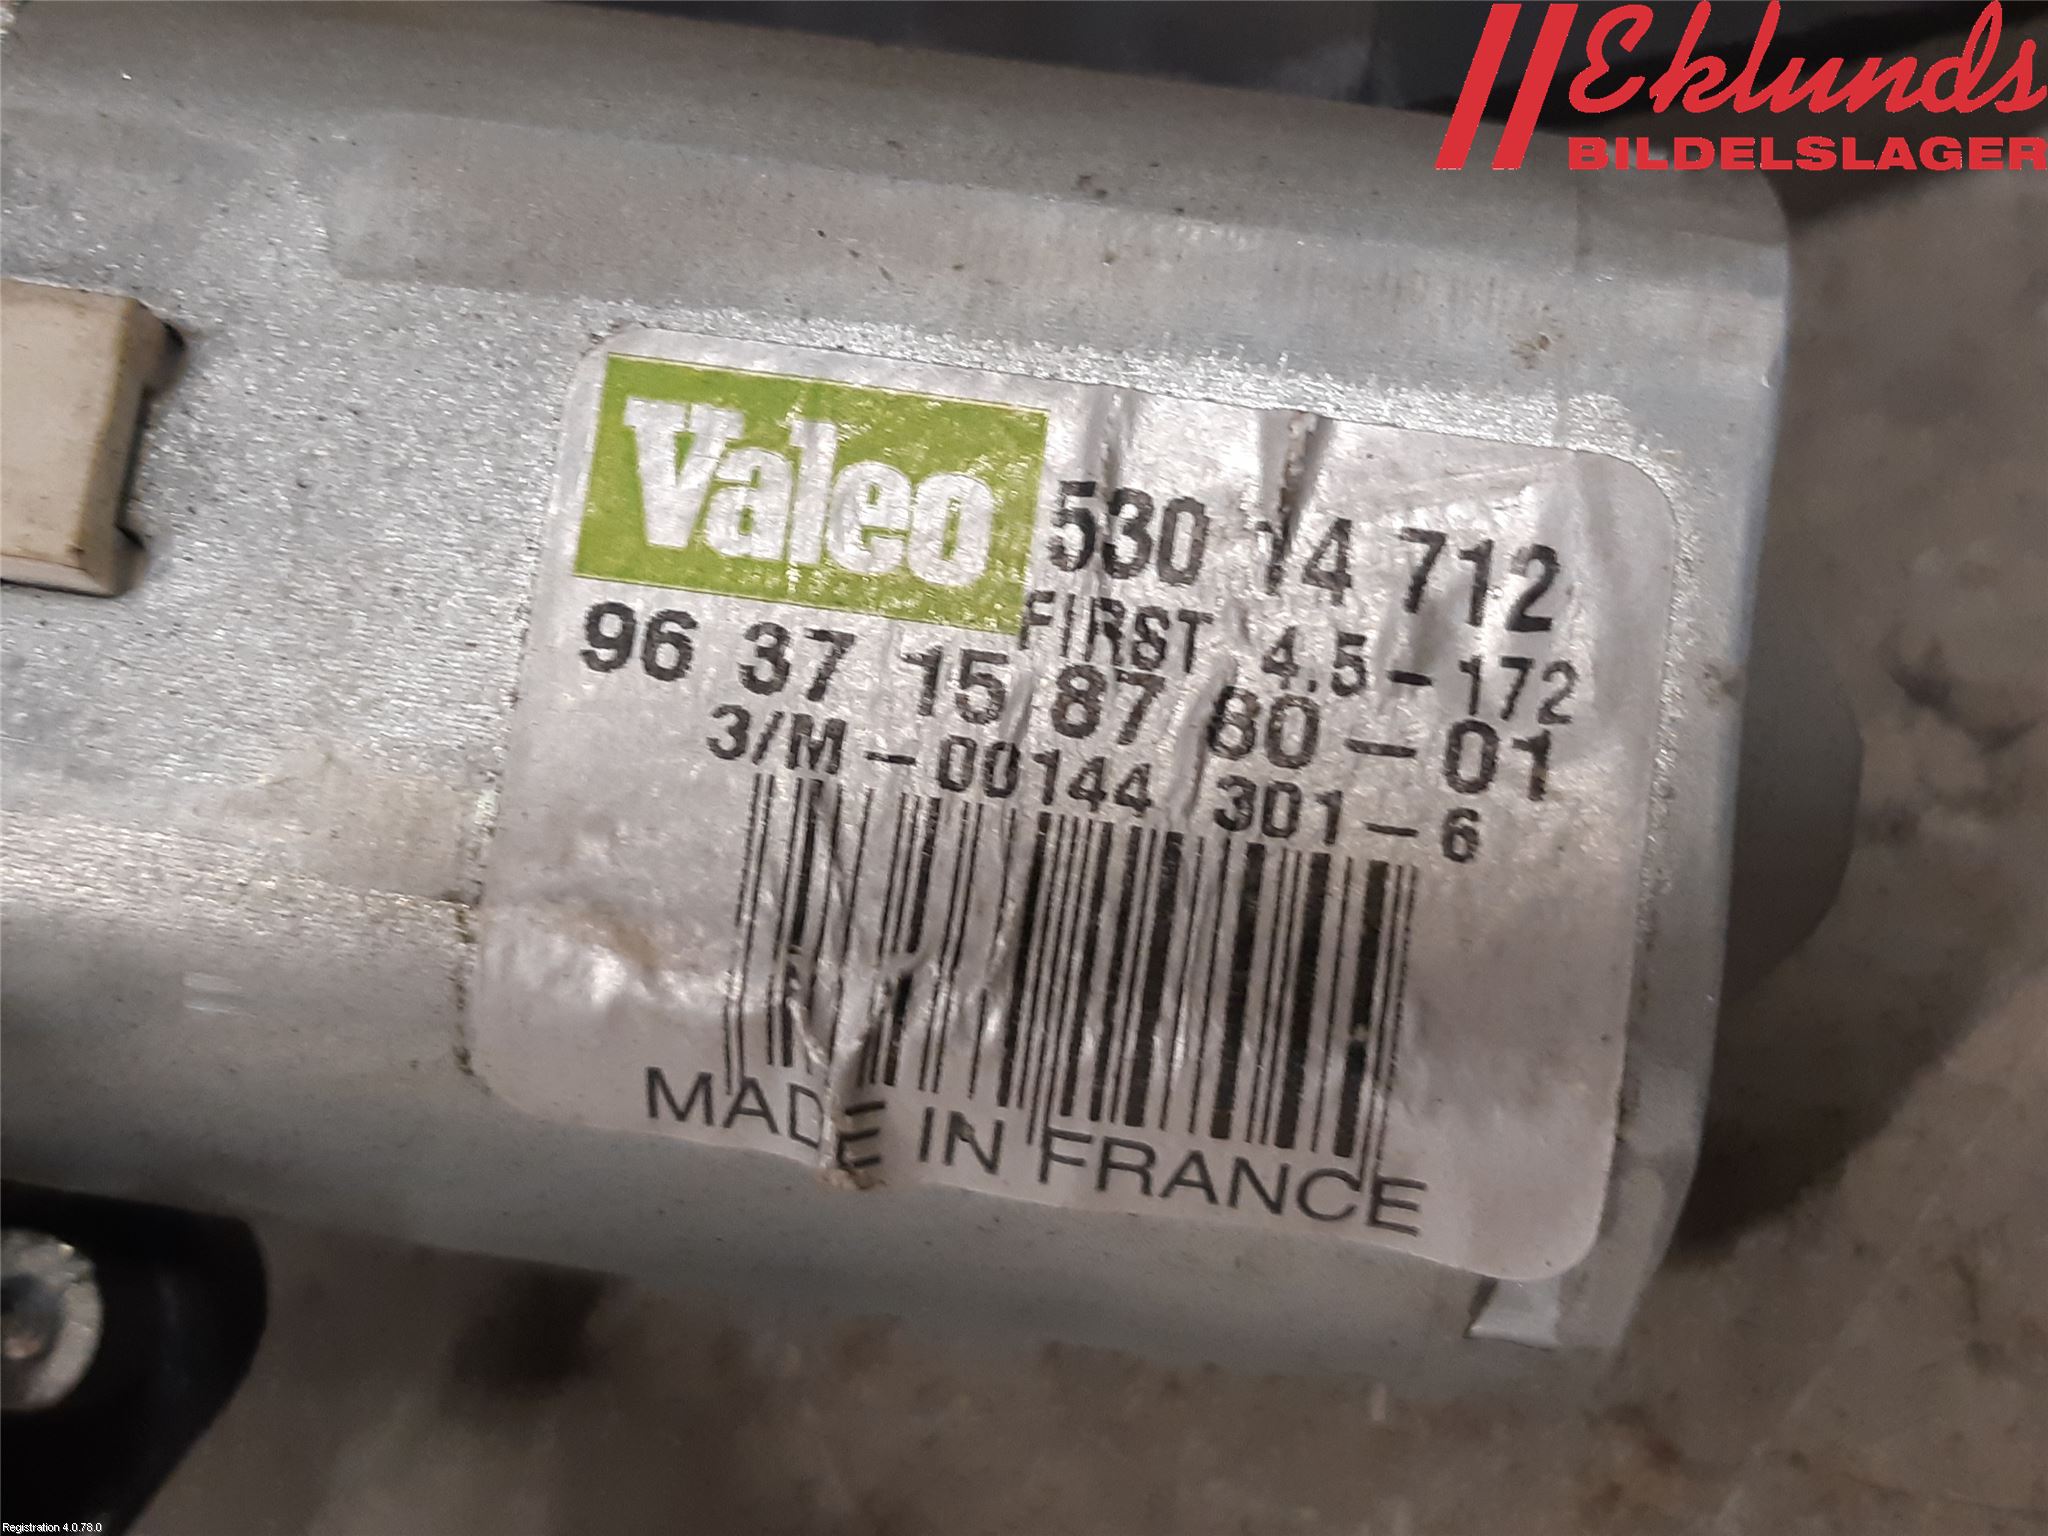 Eklunds
BILDELSLAGER
Valeo
530 14 712
FIRST 4.5-172
96 37 15 87 80-01
3/M-00144 301-6
MADE IN FRANCE
Registration 4.0.78.0